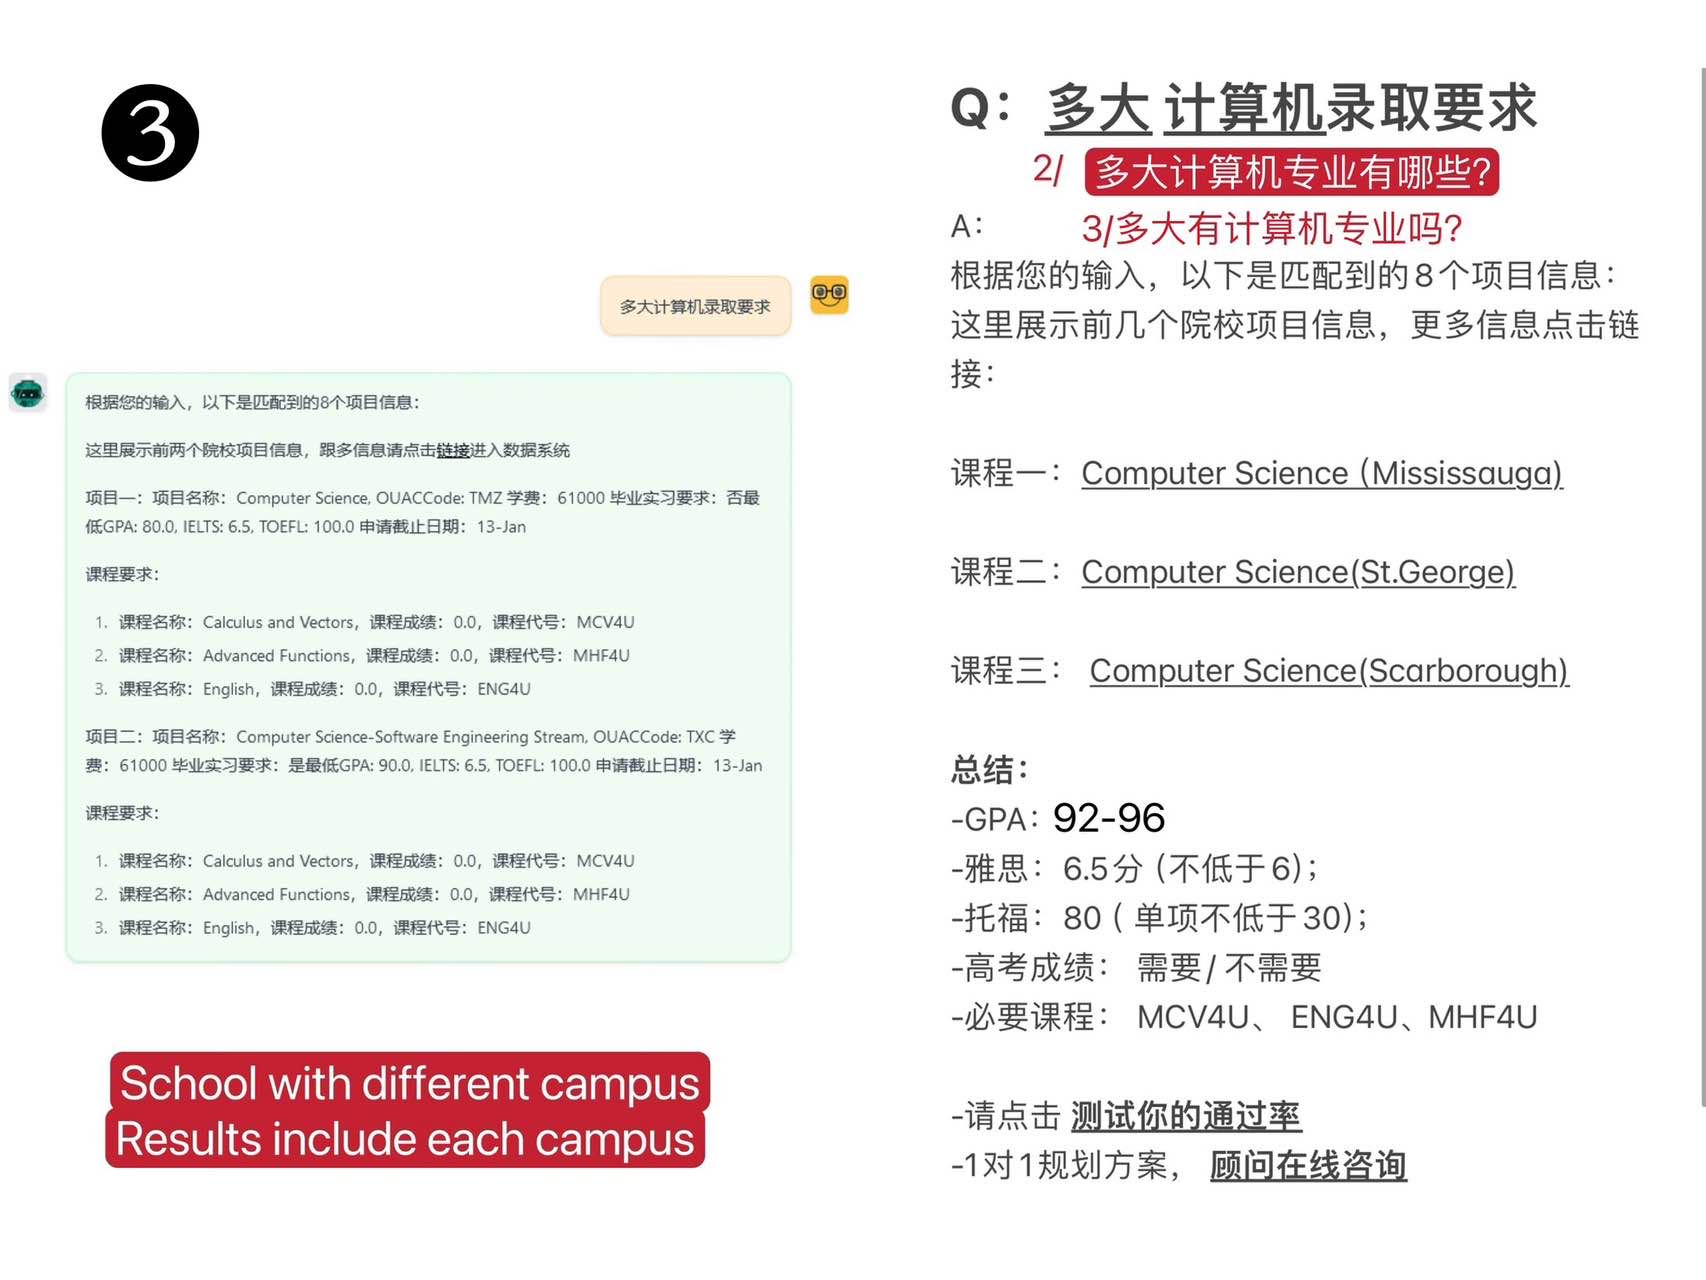 3
多大计算机录取要求
根据您的输入，以下是匹配到的8个项目信息：
这里展示前两个院校项目信息，跟多信息请点击链接进入数据系统
项目一：项目名称：Computer Science, OUACCode: TMZ 学费：61000 毕业实习要求：否最
低GPA: 80.0, IELTS: 6.5, TOEFL: 100.0 申请截止日期：13-Jan
课程要求：
1. 课程名称：Calculus and Vectors，课程成绩：0.0，课程代号：MCV4U
2. 课程名称：Advanced Functions，课程成绩：0.0，课程代号：MHF4U
3. 课程名称：English，课程成绩：0.0，课程代号：ENG4U
项目二：项目名称：Computer Science-Software Engineering Stream, OUACCode: TXC 学
费：61000 毕业实习要求：是最低GPA: 90.0, IELTS: 6.5, TOEFL: 100.0 申请截止日期：13-Jan
课程要求：
1. 课程名称：Calculus and Vectors，课程成绩：0.0，课程代号：MCV4U
2. 课程名称：Advanced Functions，课程成绩：0.0，课程代号：MHF4U
3. 课程名称：English，课程成绩：0.0，课程代号：ENG4U
School with different campus
Results include each campus
Q：多大 计算机录取要求
2/ 多大计算机专业有哪些?
A： 3/多大有计算机专业吗?
根据您的输入，以下是匹配到的8个项目信息：
这里展示前几个院校项目信息，更多信息点击链
接：
课程一：Computer Science（Mississauga)
课程二：Computer Science(St.George)
课程三： Computer Science(Scarborough)
总结：
-GPA：92-96
-雅思：6.5分（不低于6)；
-托福：80（ 单项不低于30)；
-高考成绩： 需要/ 不需要
-必要课程： MCV4U、 ENG4U、MHF4U
-请点击 测试你的通过率
-1对1规划方案， 顾问在线咨询